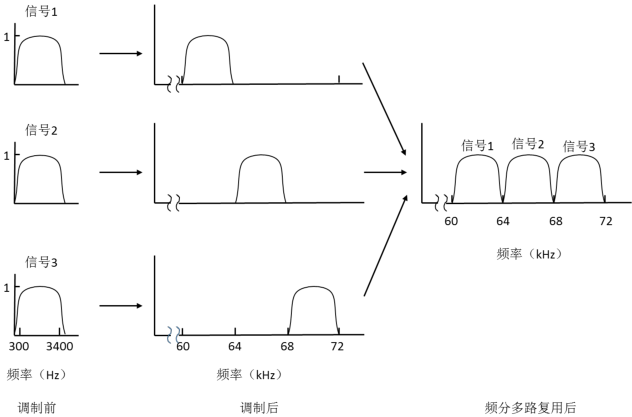 信号1
1
信号2
1
信号1 信号2 信号3
60 64 68 72
频率（kHz）
信号3
1
300 3400
60 64 68 72
频率（Hz）
频率（kHz）
调制前
调制后
频分多路复用后